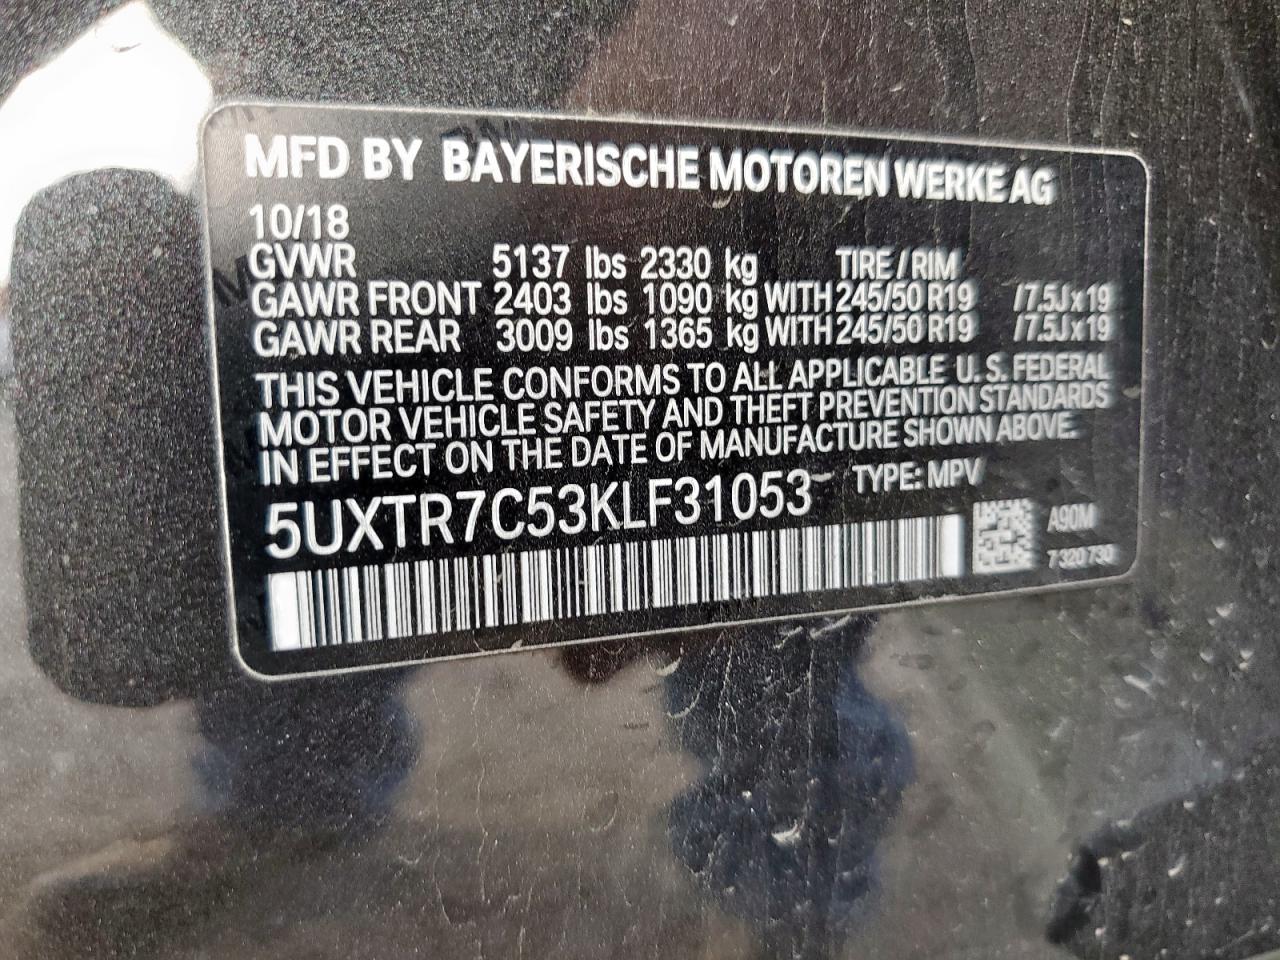 MFD BY BAYERISCHE MOTOREN WERKE AG
10/18
GVWR 5137 lbs 2330 kg TIRE / RIM
GAWR FRONT 2403 lbs 1090 kg WITH 245/50 R19 /7.5Jx19
GAWR REAR 3009 lbs 1365 kg WITH 245/50 R19 /7.5Jx19
THIS VEHICLE CONFORMS TO ALL APPLICABLE U. S. FEDERAL
MOTOR VEHICLE SAFETY AND THEFT PREVENTION STANDARDS
IN EFFECT ON THE DATE OF MANUFACTURE SHOWN ABOVE.
5UXTR7C53KLF31053 TYPE: MPV
A90M
7 320 730